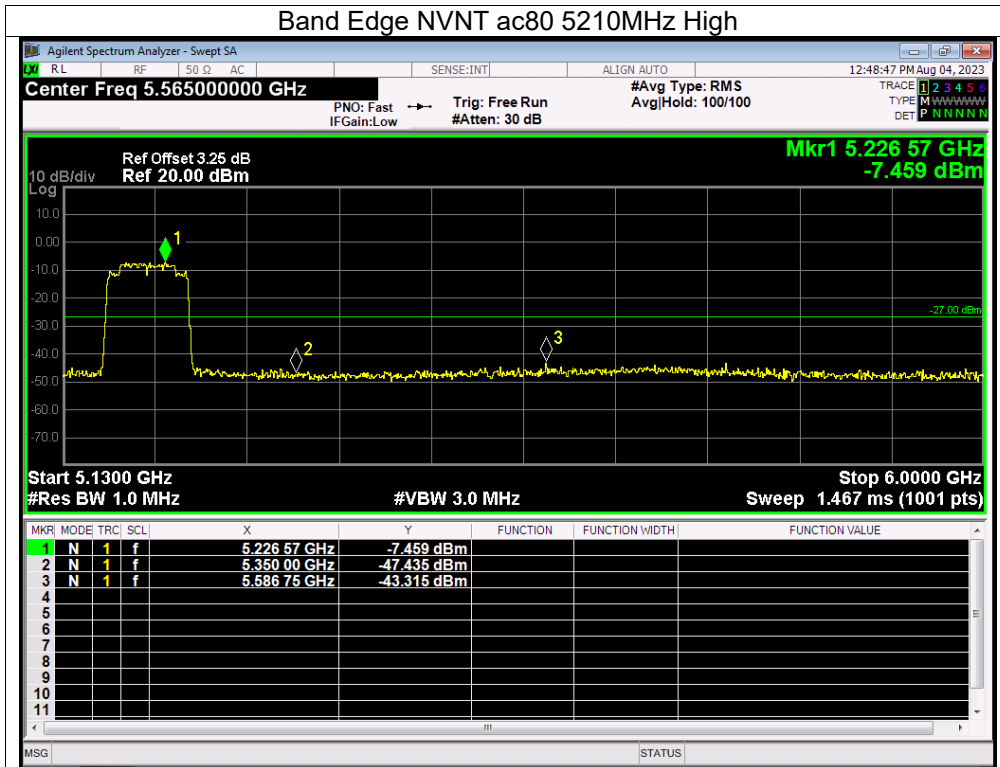 Band Edge NVNT ac80 5210MHz High
Agilent Spectrum Analyzer - Swept SA
LXI RL RF 50 Ω AC SENSE:INT ALIGN AUTO 12:48:47 PM Aug 04, 2023
Center Freq 5.565000000 GHz #Avg Type: RMS TRACE 1 2 3 4 5 6
PNO: Fast Trig: Free Run Avg|Hold: 100/100 TYPE M WWWWW
IFGain:Low #Atten: 30 dB DET P N N N N N
Mkr1 5.226 57 GHz
-7.459 dBm
Ref Offset 3.25 dB
10 dB/div Ref 20.00 dBm
Log
10.0
0.00
-10.0
-20.0
-30.0
-40.0
-50.0
-60.0
-70.0
1
2
3
-27.00 dBm
Start 5.1300 GHz Stop 6.0000 GHz
#Res BW 1.0 MHz #VBW 3.0 MHz Sweep 1.467 ms (1001 pts)
MKR MODE TRC SCL X Y FUNCTION FUNCTION WIDTH FUNCTION VALUE
1 N 1 f 5.226 57 GHz -7.459 dBm
2 N 1 f 5.350 00 GHz -47.435 dBm
3 N 1 f 5.586 75 GHz -43.315 dBm
4
5
6
7
8
9
10
11
MSG STATUS